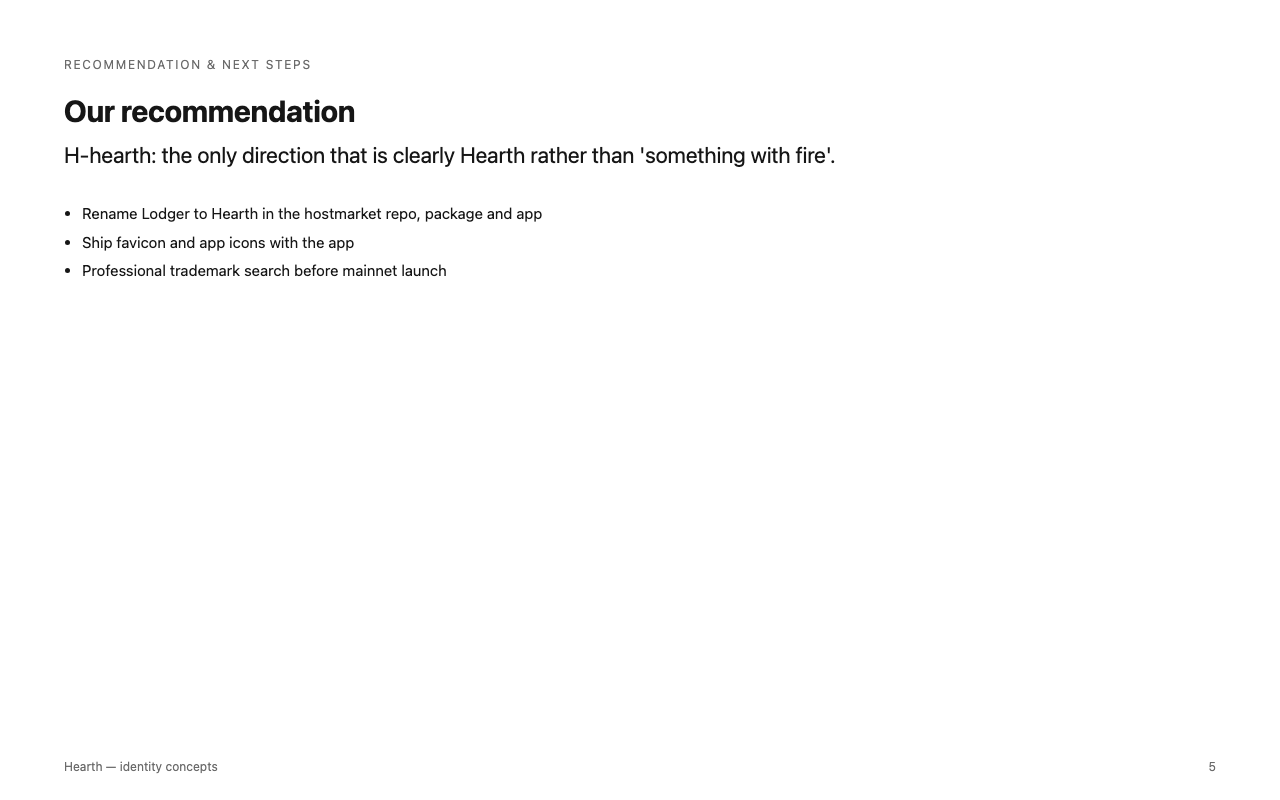 RECOMMENDATION & NEXT STEPS
Our recommendation
H-hearth: the only direction that is clearly Hearth rather than 'something with fire'.
• Rename Lodger to Hearth in the hostmarket repo, package and app
• Ship favicon and app icons with the app
• Professional trademark search before mainnet launch
Hearth — identity concepts
5